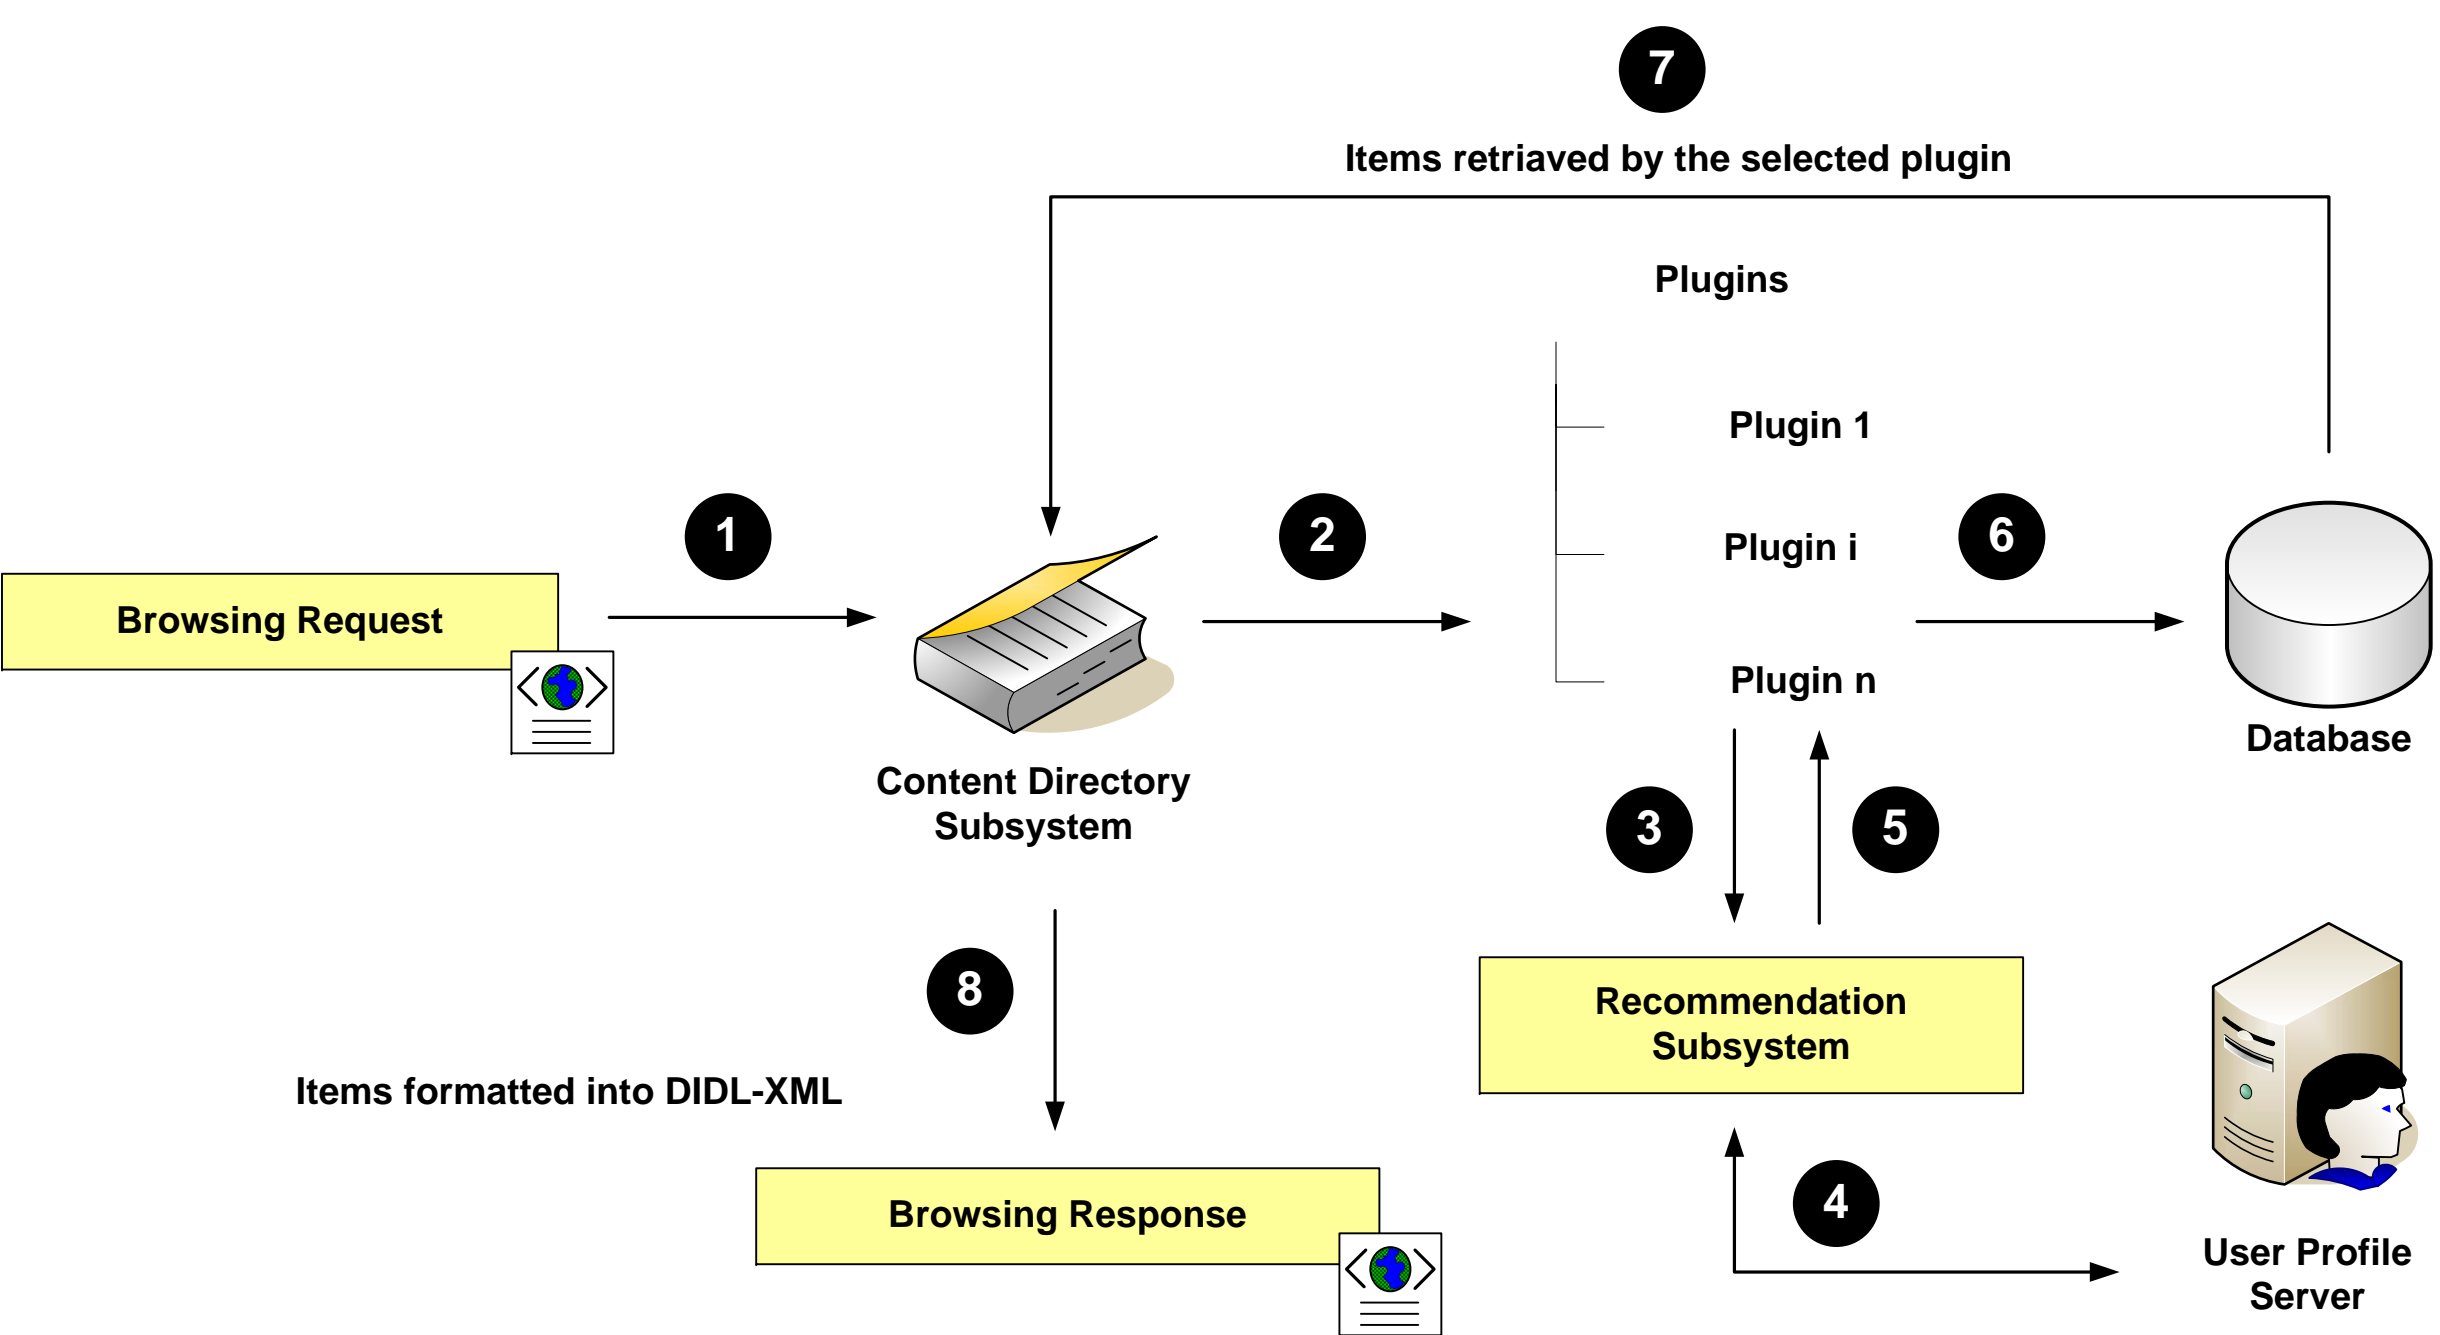 7
Items retriaved by the selected plugin
Plugins
Plugin 1
1
2
Plugin i
6
Browsing Request
Plugin n
Database
Content Directory
Subsystem
3
5
8
Recommendation
Subsystem
Items formatted into DIDL-XML
4
Browsing Response
User Profile
Server